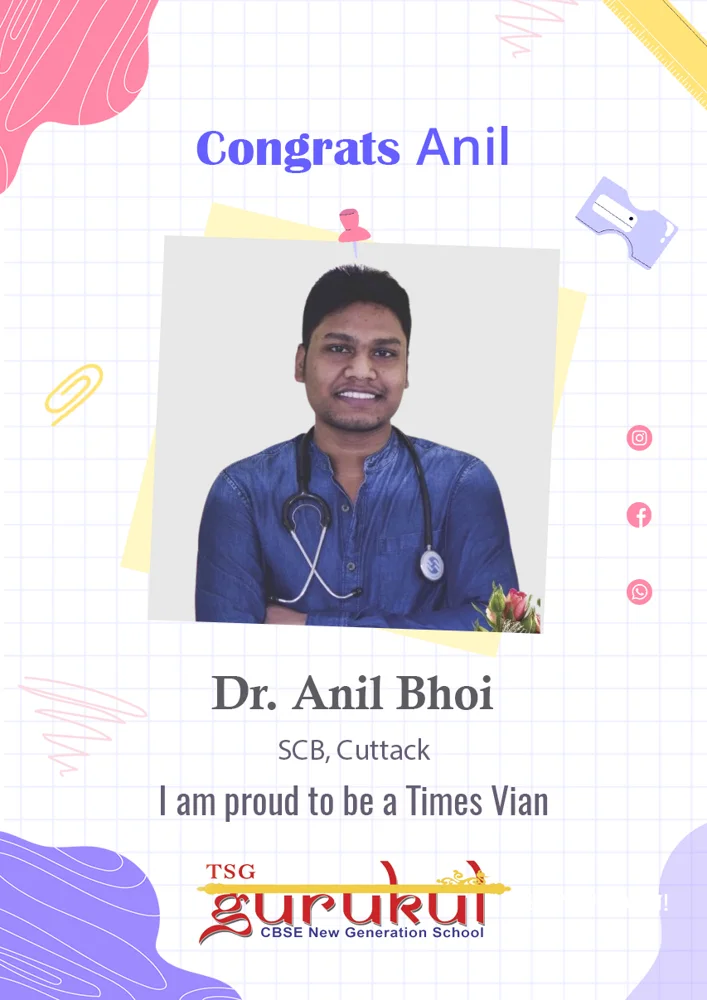 Congrats Anil
Dr. Anil Bhoi
SCB, Cuttack
I am proud to be a Times Vian
TSG
gurukul
CBSE New Generation School